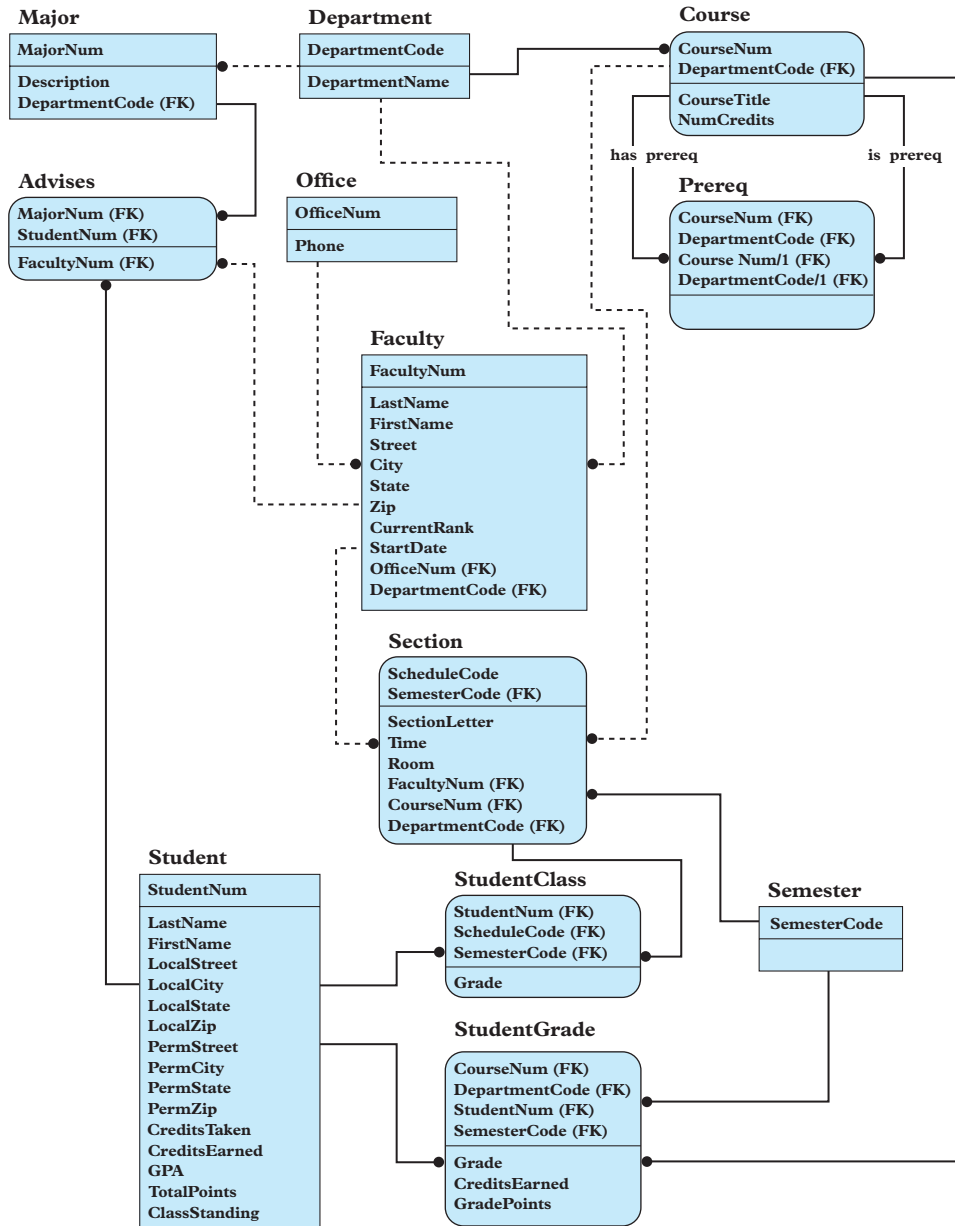 Major
MajorNum
Description
DepartmentCode (FK)
Department
DepartmentCode
DepartmentName
Course
CourseNum
DepartmentCode (FK)
CourseTitle
NumCredits
has prereq
is prereq
Advises
MajorNum (FK)
StudentNum (FK)
FacultyNum (FK)
Office
OfficeNum
Phone
Prereq
CourseNum (FK)
DepartmentCode (FK)
Course Num/1 (FK)
DepartmentCode/1 (FK)
Faculty
FacultyNum
LastName
FirstName
Street
City
State
Zip
CurrentRank
StartDate
OfficeNum (FK)
DepartmentCode (FK)
Section
ScheduleCode
SemesterCode (FK)
SectionLetter
Time
Room
FacultyNum (FK)
CourseNum (FK)
DepartmentCode (FK)
Student
StudentNum
LastName
FirstName
LocalStreet
LocalCity
LocalState
LocalZip
PermStreet
PermCity
PermState
PermZip
CreditsTaken
CreditsEarned
GPA
TotalPoints
ClassStanding
StudentClass
StudentNum (FK)
ScheduleCode (FK)
SemesterCode (FK)
Grade
Semester
SemesterCode
StudentGrade
CourseNum (FK)
DepartmentCode (FK)
StudentNum (FK)
SemesterCode (FK)
Grade
CreditsEarned
GradePoints